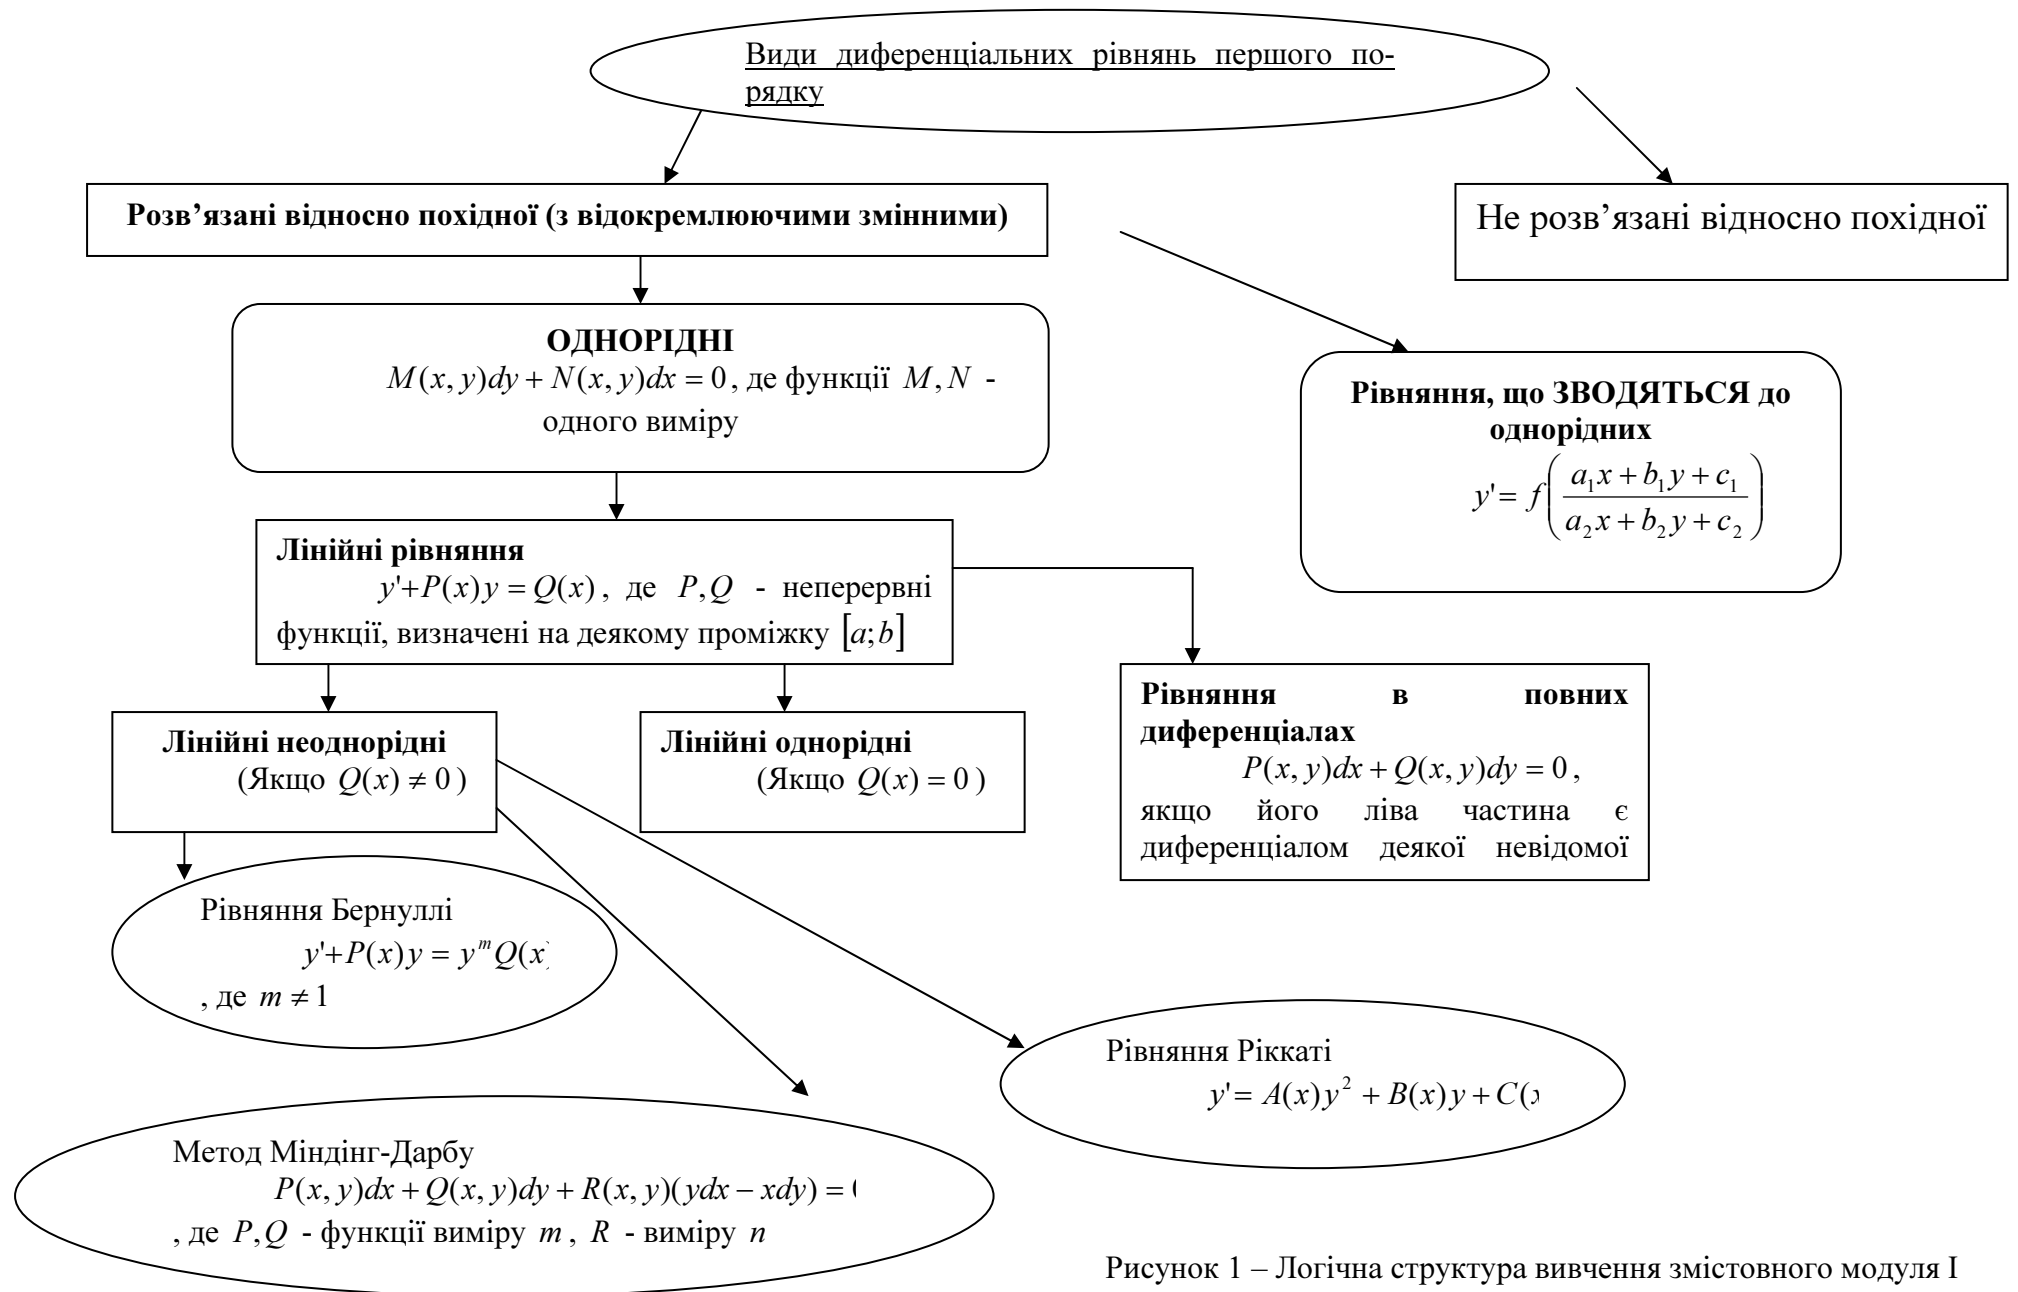 Види диференціальних рівнянь першого по-
рядку
Розв’язані відносно похідної (з відокремлюючими змінними)
Не розв’язані відносно похідної
ОДНОРІДНІ
M(x, y)dy + N(x, y)dx = 0, де функції M, N -
одного виміру
Рівняння, що ЗВОДЯТЬСЯ до
однорідних
y' = f((a₁x + b₁y + c₁)/(a₂x + b₂y + c₂))
Лінійні рівняння
y'+P(x)y = Q(x), де P,Q - неперервні
функції, визначені на деякому проміжку [a;b]
Лінійні неоднорідні
(Якщо Q(x) ≠ 0)
Лінійні однорідні
(Якщо Q(x) = 0)
Рівняння в повних
диференціалах
P(x, y)dx + Q(x, y)dy = 0,
якщо його ліва частина є
диференціалом деякої невідомої
Рівняння Бернуллі
y'+P(x)y = yᵐQ(x
, де m ≠ 1
Рівняння Ріккаті
y' = A(x)y² + B(x)y + C(x
Метод Міндінг-Дарбу
P(x, y)dx + Q(x, y)dy + R(x, y)(ydx − xdy) =
, де P,Q - функції виміру m, R - виміру n
Рисунок 1 – Логічна структура вивчення змістовного модуля І